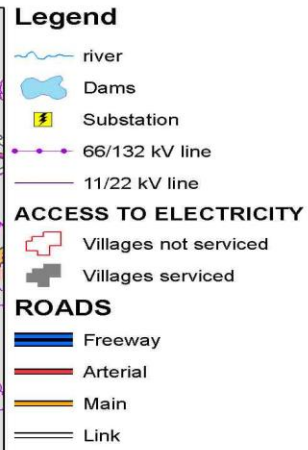 Legend
river
Dams
Substation
66/132 kV line
11/22 kV line
ACCESS TO ELECTRICITY
Villages not serviced
Villages serviced
ROADS
Freeway
Arterial
Main
Link